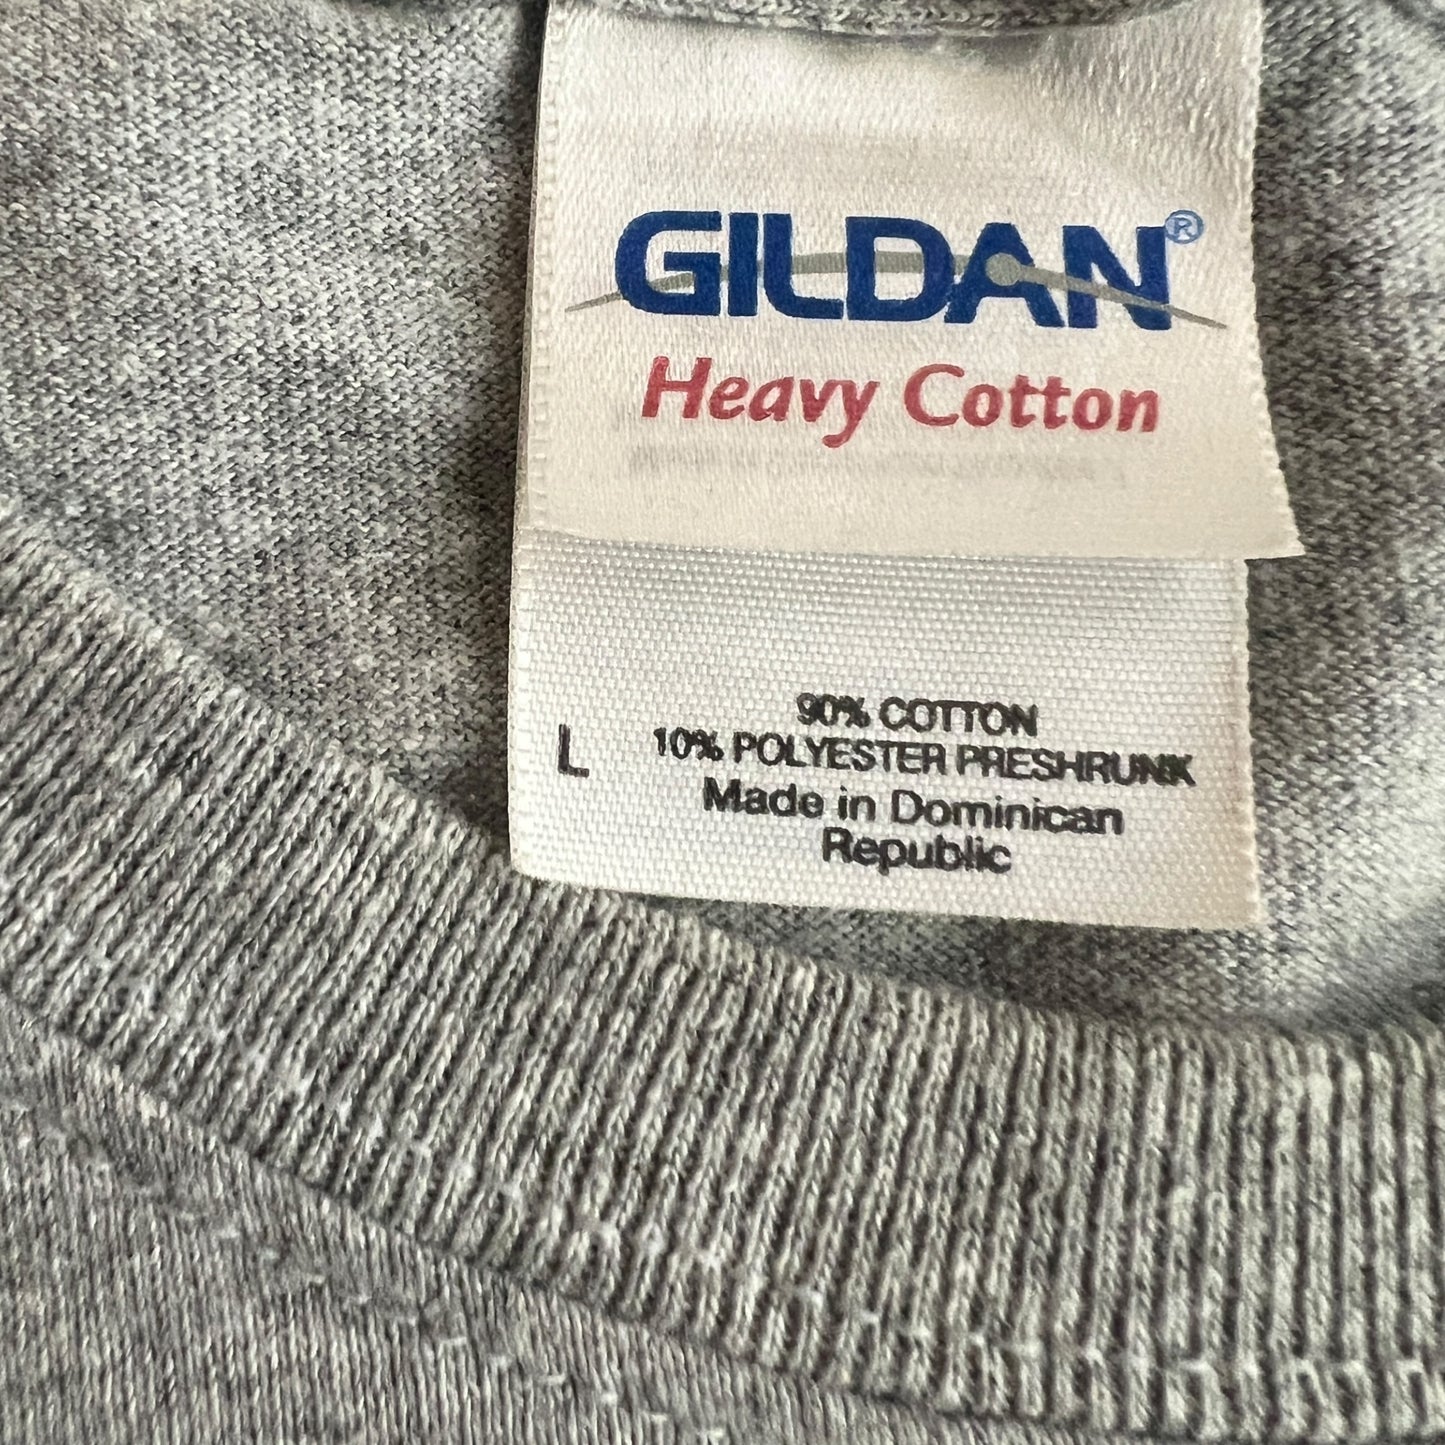 GILDAN®
Heavy Cotton
90% COTTON
L 10% POLYESTER PRESHRUNK
Made in Dominican
Republic